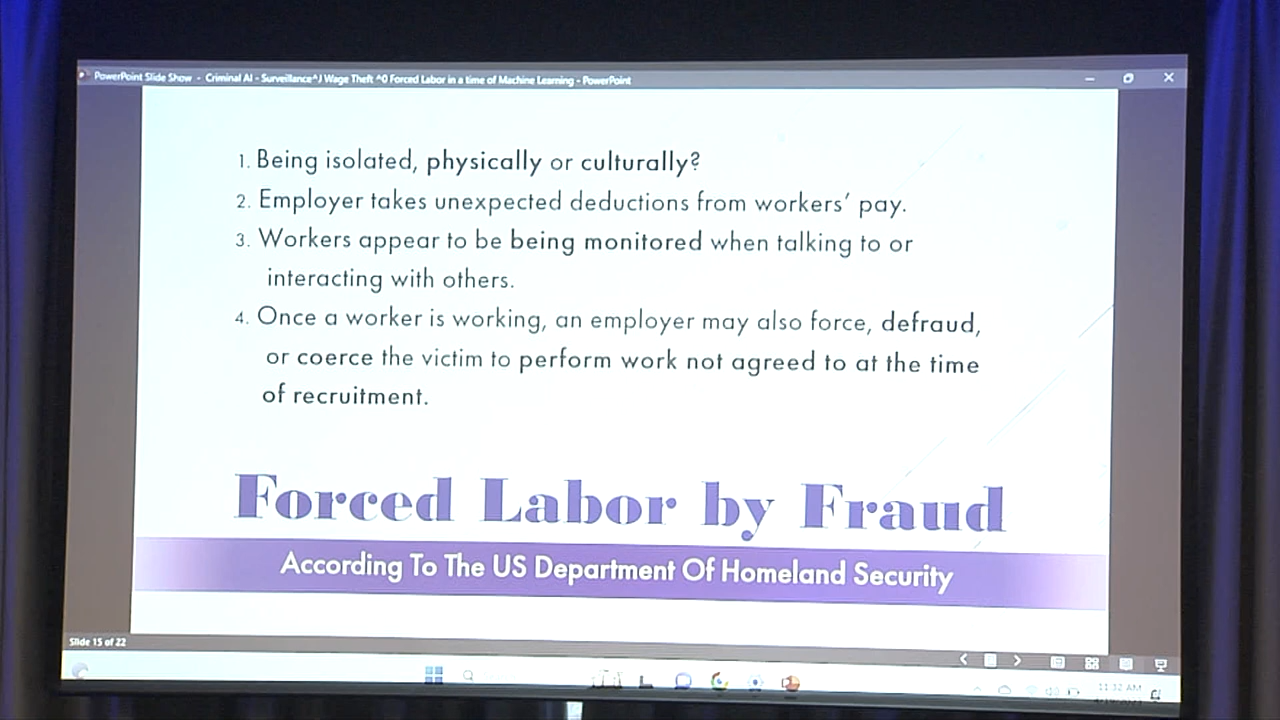 PowerPoint Slide Show - Criminal AI - Surveillance^J Wage Theft ^0 Forced Labor in a time of Machine Learning - PowerPoint
1. Being isolated, physically or culturally?
2. Employer takes unexpected deductions from workers' pay.
3. Workers appear to be being monitored when talking to or
interacting with others.
4. Once a worker is working, an employer may also force, defraud,
or coerce the victim to perform work not agreed to at the time
of recruitment.
Forced Labor by Fraud
According To The US Department Of Homeland Security
Slide 15 of 22
11:32 AM